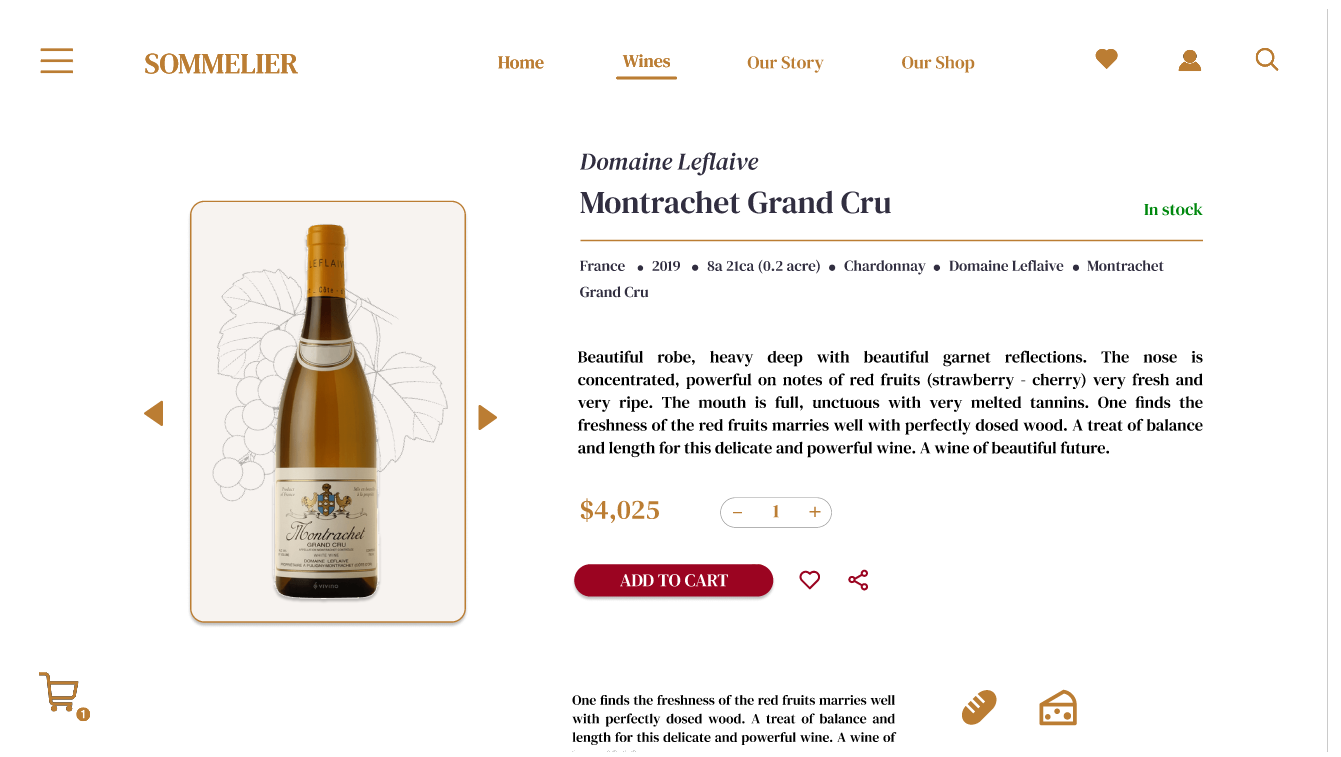 SOMMELIER
Home
Wines
Our Story
Our Shop
Domaine Leflaive
Montrachet Grand Cru
In stock
France • 2019 • 8a 21ca (0.2 acre) • Chardonnay • Domaine Leflaive • Montrachet
Grand Cru
Beautiful robe, heavy deep with beautiful garnet reflections. The nose is
concentrated, powerful on notes of red fruits (strawberry - cherry) very fresh and
very ripe. The mouth is full, unctuous with very melted tannins. One finds the
freshness of the red fruits marries well with perfectly dosed wood. A treat of balance
and length for this delicate and powerful wine. A wine of beautiful future.
LEFLAIV
Côte
Montrachet
GRAND CRU
WHITE WINE
DOMAINE LEFLAIVE
VIVINO
$4,025
− 1 +
ADD TO CART
1
One finds the freshness of the red fruits marries well
with perfectly dosed wood. A treat of balance and
length for this delicate and powerful wine. A wine of